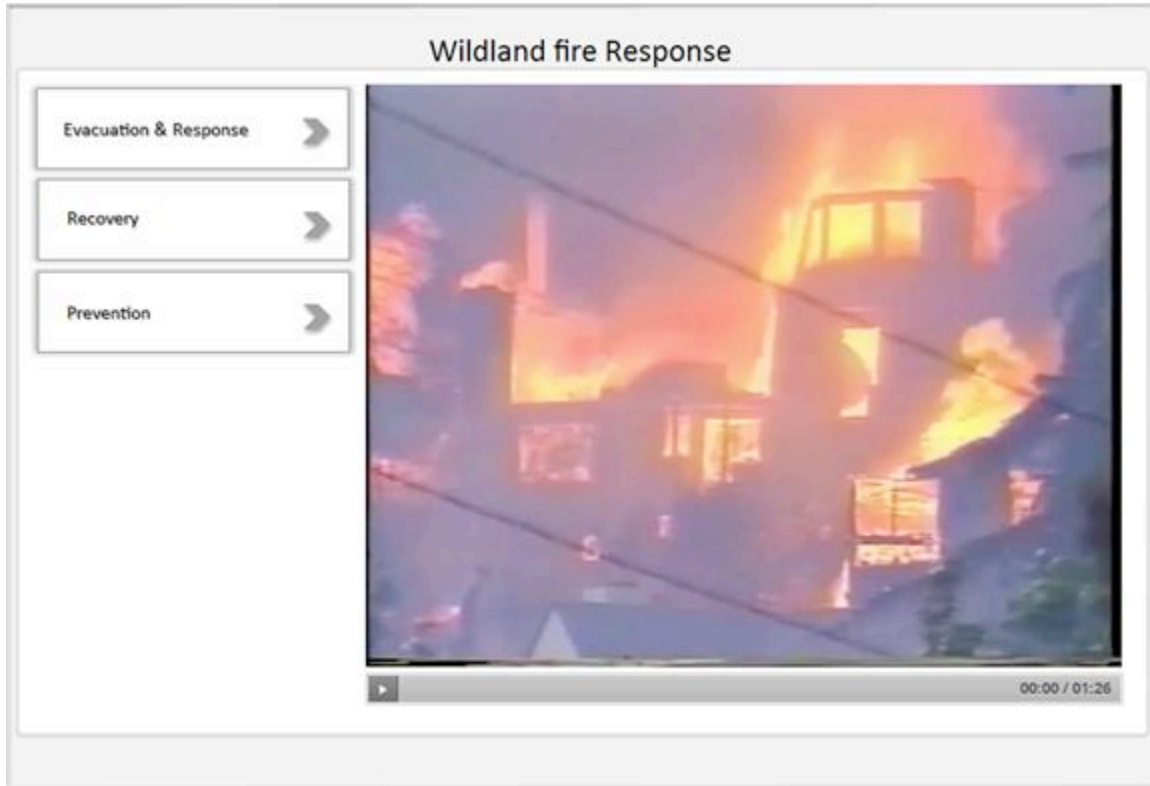 Wildland fire Response
Evacuation & Response
Recovery
Prevention
00:00 / 01:26